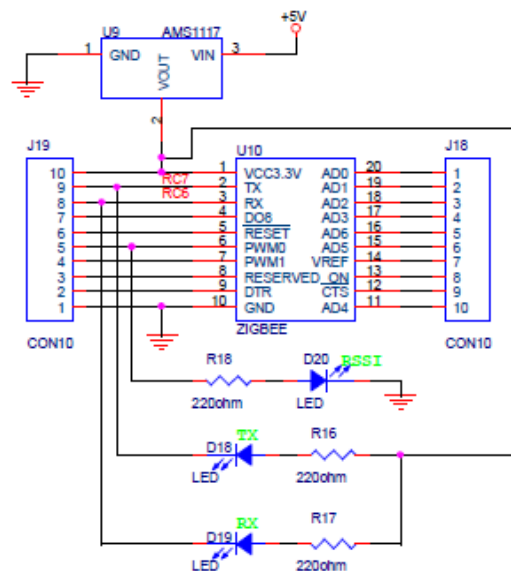 +5V
U9 AMS1117
1 GND VIN 3
VOUT
2
J19 U10 J18
10 RC7 1 VCC3.3V AD0 20 1
9 RC6 2 TX AD1 19 2
8 3 RX AD2 18 3
7 4 DO8 AD3 17 4
6 5 RESET AD6 16 5
5 6 PWM0 AD5 15 6
4 7 PWM1 VREF 14 7
3 8 RESERVED ON 13 8
2 9 DTR CTS 12 9
1 10 GND AD4 11 10
CON10 ZIGBEE CON10
R18 D20 RSSI
220ohm LED
D18 TX R16
LED 220ohm
D19 RX R17
LED 220ohm